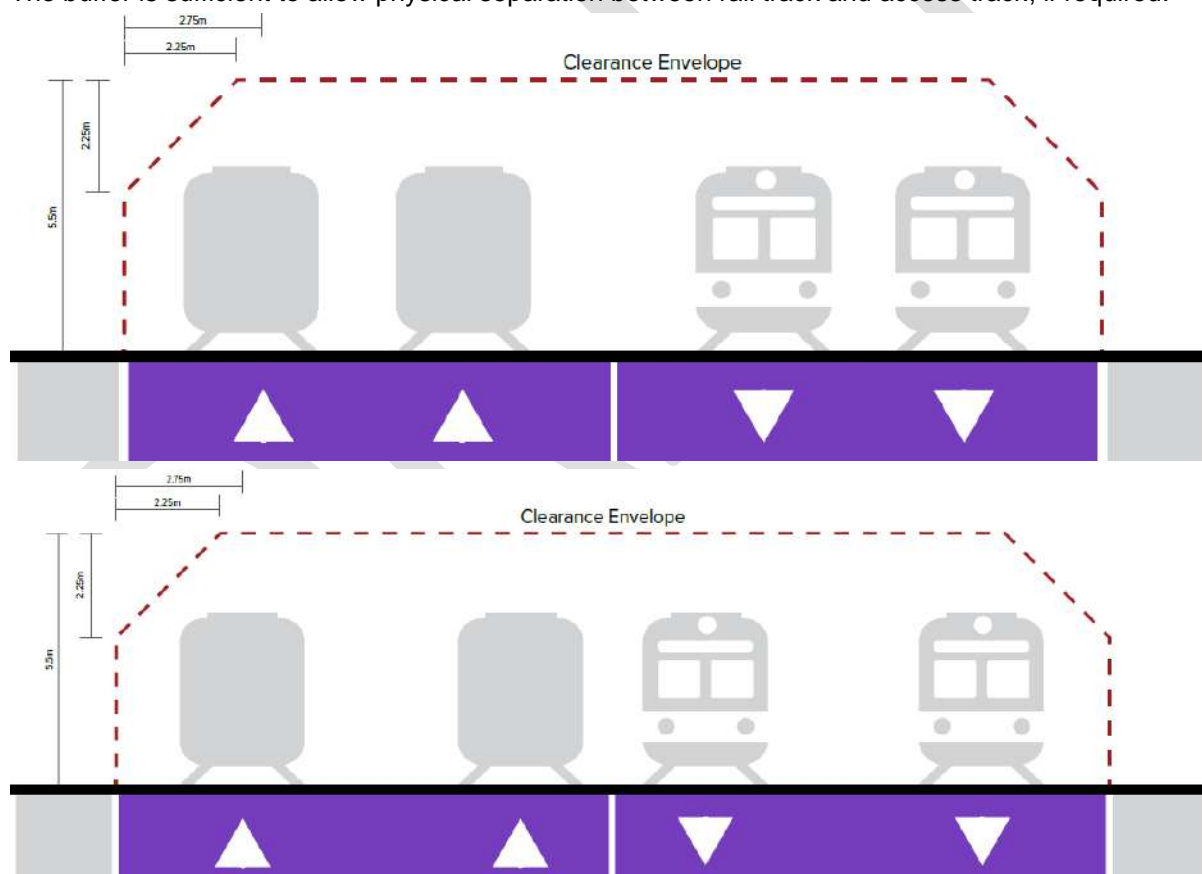 The buffer is sufficient to allow physical separation between rail track and access track, if required.
2.75m
2.25m
Clearance Envelope
2.25m
5.5m
2.75m
2.25m
Clearance Envelope
2.25m
5.5m